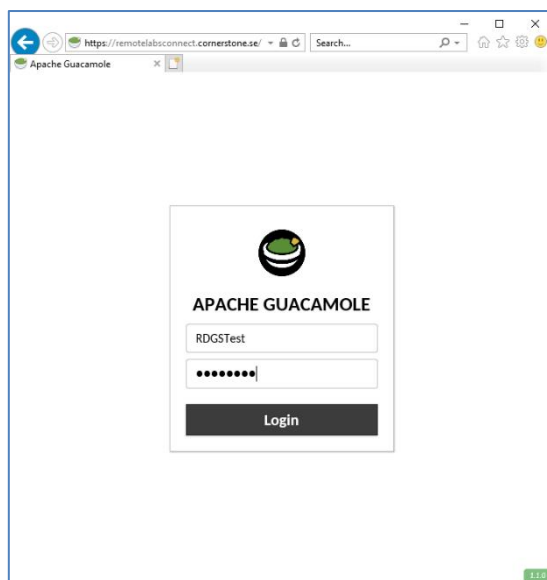 https://remotelabsconnect.cornerstone.se/
Search...
Apache Guacamole
APACHE GUACAMOLE
RDGSTest
••••••••
Login
1.1.0